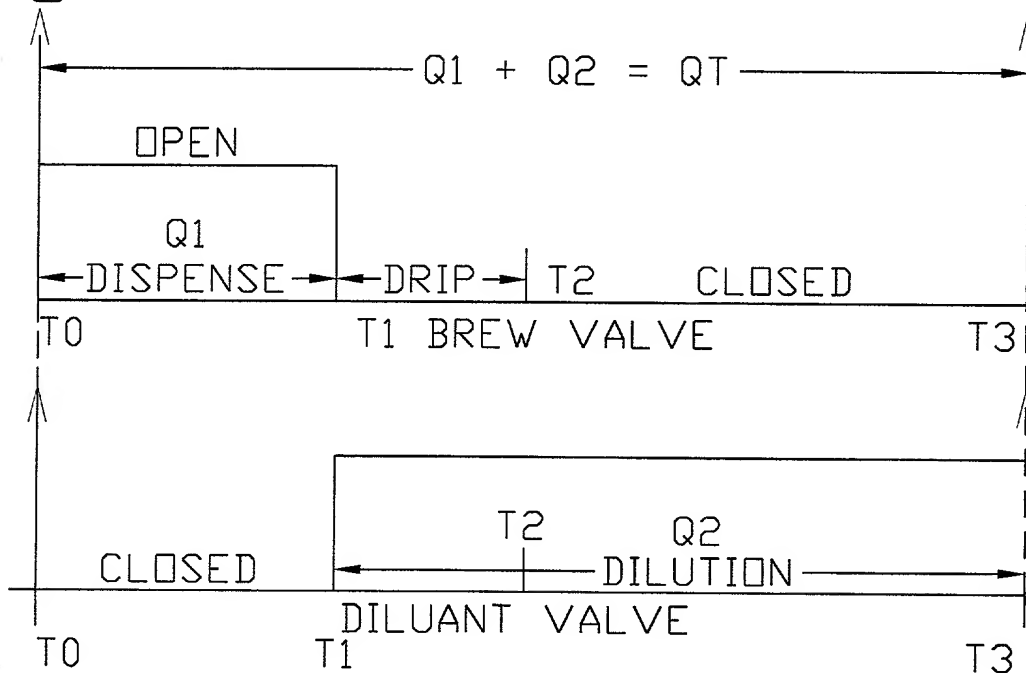 Q1 + Q2 = QT
OPEN
Q1
DISPENSE DRIP T2 CLOSED
T0 T1 BREW VALVE T3
T2 Q2
CLOSED DILUTION
DILUANT VALVE
T0 T1 T3